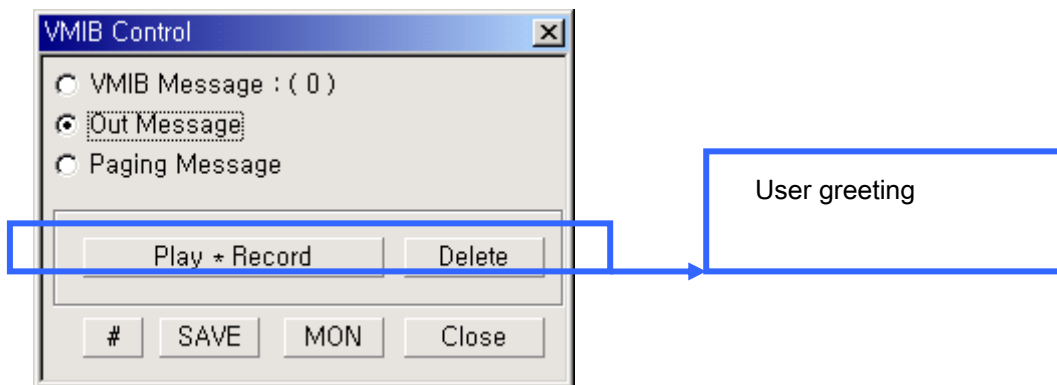 VMIB Control
VMIB Message : ( 0 )
Out Message
Paging Message
User greeting
Play * Record Delete
# SAVE MON Close